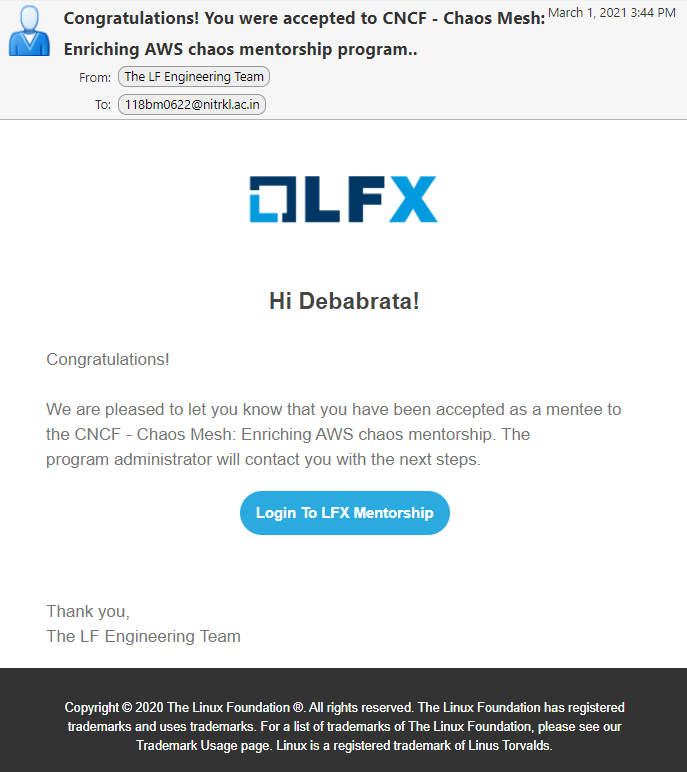 Congratulations! You were accepted to CNCF - Chaos Mesh: March 1, 2021 3:44 PM
Enriching AWS chaos mentorship program..
From: The LF Engineering Team
To: 118bm0622@nitrkl.ac.in
LFX
Hi Debabrata!
Congratulations!
We are pleased to let you know that you have been accepted as a mentee to
the CNCF - Chaos Mesh: Enriching AWS chaos mentorship. The
program administrator will contact you with the next steps.
Login To LFX Mentorship
Thank you,
The LF Engineering Team
Copyright © 2020 The Linux Foundation ®. All rights reserved. The Linux Foundation has registered
trademarks and uses trademarks. For a list of trademarks of The Linux Foundation, please see our
Trademark Usage page. Linux is a registered trademark of Linus Torvalds.